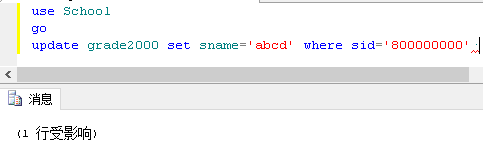 use School
go
update grade2000 set sname='abcd' where sid='800000000';
消息
(1 行受影响)